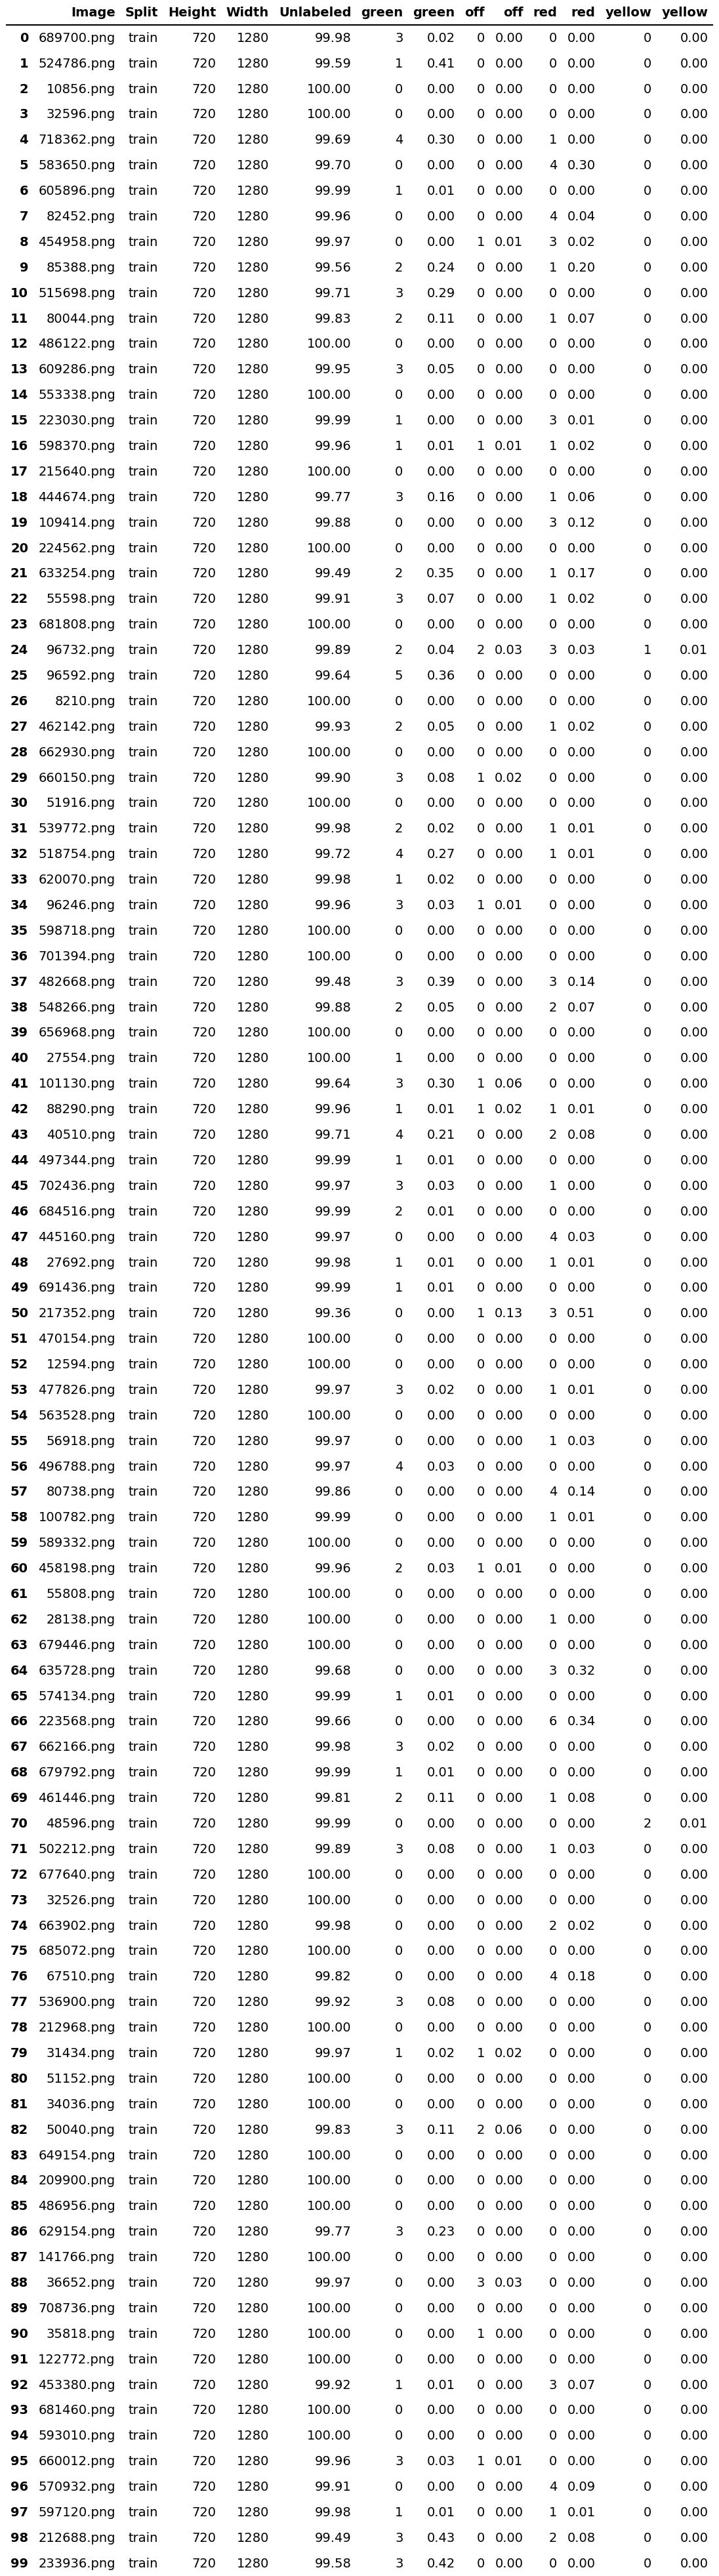 Image Split Height Width Unlabeled green green off off red red yellow yellow
0 689700.png train 720 1280 99.98 3 0.02 0 0.00 0 0.00 0 0.00
1 524786.png train 720 1280 99.59 1 0.41 0 0.00 0 0.00 0 0.00
2 10856.png train 720 1280 100.00 0 0.00 0 0.00 0 0.00 0 0.00
3 32596.png train 720 1280 100.00 0 0.00 0 0.00 0 0.00 0 0.00
4 718362.png train 720 1280 99.69 4 0.30 0 0.00 1 0.00 0 0.00
5 583650.png train 720 1280 99.70 0 0.00 0 0.00 4 0.30 0 0.00
6 605896.png train 720 1280 99.99 1 0.01 0 0.00 0 0.00 0 0.00
7 82452.png train 720 1280 99.96 0 0.00 0 0.00 4 0.04 0 0.00
8 454958.png train 720 1280 99.97 0 0.00 1 0.01 3 0.02 0 0.00
9 85388.png train 720 1280 99.56 2 0.24 0 0.00 1 0.20 0 0.00
10 515698.png train 720 1280 99.71 3 0.29 0 0.00 0 0.00 0 0.00
11 80044.png train 720 1280 99.83 2 0.11 0 0.00 1 0.07 0 0.00
12 486122.png train 720 1280 100.00 0 0.00 0 0.00 0 0.00 0 0.00
13 609286.png train 720 1280 99.95 3 0.05 0 0.00 0 0.00 0 0.00
14 553338.png train 720 1280 100.00 0 0.00 0 0.00 0 0.00 0 0.00
15 223030.png train 720 1280 99.99 1 0.00 0 0.00 3 0.01 0 0.00
16 598370.png train 720 1280 99.96 1 0.01 1 0.01 1 0.02 0 0.00
17 215640.png train 720 1280 100.00 0 0.00 0 0.00 0 0.00 0 0.00
18 444674.png train 720 1280 99.77 3 0.16 0 0.00 1 0.06 0 0.00
19 109414.png train 720 1280 99.88 0 0.00 0 0.00 3 0.12 0 0.00
20 224562.png train 720 1280 100.00 0 0.00 0 0.00 0 0.00 0 0.00
21 633254.png train 720 1280 99.49 2 0.35 0 0.00 1 0.17 0 0.00
22 55598.png train 720 1280 99.91 3 0.07 0 0.00 1 0.02 0 0.00
23 681808.png train 720 1280 100.00 0 0.00 0 0.00 0 0.00 0 0.00
24 96732.png train 720 1280 99.89 2 0.04 2 0.03 3 0.03 1 0.01
25 96592.png train 720 1280 99.64 5 0.36 0 0.00 0 0.00 0 0.00
26 8210.png train 720 1280 100.00 0 0.00 0 0.00 0 0.00 0 0.00
27 462142.png train 720 1280 99.93 2 0.05 0 0.00 1 0.02 0 0.00
28 662930.png train 720 1280 100.00 0 0.00 0 0.00 0 0.00 0 0.00
29 660150.png train 720 1280 99.90 3 0.08 1 0.02 0 0.00 0 0.00
30 51916.png train 720 1280 100.00 0 0.00 0 0.00 0 0.00 0 0.00
31 539772.png train 720 1280 99.98 2 0.02 0 0.00 1 0.01 0 0.00
32 518754.png train 720 1280 99.72 4 0.27 0 0.00 1 0.01 0 0.00
33 620070.png train 720 1280 99.98 1 0.02 0 0.00 0 0.00 0 0.00
34 96246.png train 720 1280 99.96 3 0.03 1 0.01 0 0.00 0 0.00
35 598718.png train 720 1280 100.00 0 0.00 0 0.00 0 0.00 0 0.00
36 701394.png train 720 1280 100.00 0 0.00 0 0.00 0 0.00 0 0.00
37 482668.png train 720 1280 99.48 3 0.39 0 0.00 3 0.14 0 0.00
38 548266.png train 720 1280 99.88 2 0.05 0 0.00 2 0.07 0 0.00
39 656968.png train 720 1280 100.00 0 0.00 0 0.00 0 0.00 0 0.00
40 27554.png train 720 1280 100.00 1 0.00 0 0.00 0 0.00 0 0.00
41 101130.png train 720 1280 99.64 3 0.30 1 0.06 0 0.00 0 0.00
42 88290.png train 720 1280 99.96 1 0.01 1 0.02 1 0.01 0 0.00
43 40510.png train 720 1280 99.71 4 0.21 0 0.00 2 0.08 0 0.00
44 497344.png train 720 1280 99.99 1 0.01 0 0.00 0 0.00 0 0.00
45 702436.png train 720 1280 99.97 3 0.03 0 0.00 1 0.00 0 0.00
46 684516.png train 720 1280 99.99 2 0.01 0 0.00 0 0.00 0 0.00
47 445160.png train 720 1280 99.97 0 0.00 0 0.00 4 0.03 0 0.00
48 27692.png train 720 1280 99.98 1 0.01 0 0.00 1 0.01 0 0.00
49 691436.png train 720 1280 99.99 1 0.01 0 0.00 0 0.00 0 0.00
50 217352.png train 720 1280 99.36 0 0.00 1 0.13 3 0.51 0 0.00
51 470154.png train 720 1280 100.00 0 0.00 0 0.00 0 0.00 0 0.00
52 12594.png train 720 1280 100.00 0 0.00 0 0.00 0 0.00 0 0.00
53 477826.png train 720 1280 99.97 3 0.02 0 0.00 1 0.01 0 0.00
54 563528.png train 720 1280 100.00 0 0.00 0 0.00 0 0.00 0 0.00
55 56918.png train 720 1280 99.97 0 0.00 0 0.00 1 0.03 0 0.00
56 496788.png train 720 1280 99.97 4 0.03 0 0.00 0 0.00 0 0.00
57 80738.png train 720 1280 99.86 0 0.00 0 0.00 4 0.14 0 0.00
58 100782.png train 720 1280 99.99 0 0.00 0 0.00 1 0.01 0 0.00
59 589332.png train 720 1280 100.00 0 0.00 0 0.00 0 0.00 0 0.00
60 458198.png train 720 1280 99.96 2 0.03 1 0.01 0 0.00 0 0.00
61 55808.png train 720 1280 100.00 0 0.00 0 0.00 0 0.00 0 0.00
62 28138.png train 720 1280 100.00 0 0.00 0 0.00 1 0.00 0 0.00
63 679446.png train 720 1280 100.00 0 0.00 0 0.00 0 0.00 0 0.00
64 635728.png train 720 1280 99.68 0 0.00 0 0.00 3 0.32 0 0.00
65 574134.png train 720 1280 99.99 1 0.01 0 0.00 0 0.00 0 0.00
66 223568.png train 720 1280 99.66 0 0.00 0 0.00 6 0.34 0 0.00
67 662166.png train 720 1280 99.98 3 0.02 0 0.00 0 0.00 0 0.00
68 679792.png train 720 1280 99.99 1 0.01 0 0.00 0 0.00 0 0.00
69 461446.png train 720 1280 99.81 2 0.11 0 0.00 1 0.08 0 0.00
70 48596.png train 720 1280 99.99 0 0.00 0 0.00 0 0.00 2 0.01
71 502212.png train 720 1280 99.89 3 0.08 0 0.00 1 0.03 0 0.00
72 677640.png train 720 1280 100.00 0 0.00 0 0.00 0 0.00 0 0.00
73 32526.png train 720 1280 100.00 0 0.00 0 0.00 0 0.00 0 0.00
74 663902.png train 720 1280 99.98 0 0.00 0 0.00 2 0.02 0 0.00
75 685072.png train 720 1280 100.00 0 0.00 0 0.00 0 0.00 0 0.00
76 67510.png train 720 1280 99.82 0 0.00 0 0.00 4 0.18 0 0.00
77 536900.png train 720 1280 99.92 3 0.08 0 0.00 0 0.00 0 0.00
78 212968.png train 720 1280 100.00 0 0.00 0 0.00 0 0.00 0 0.00
79 31434.png train 720 1280 99.97 1 0.02 1 0.02 0 0.00 0 0.00
80 51152.png train 720 1280 100.00 0 0.00 0 0.00 0 0.00 0 0.00
81 34036.png train 720 1280 100.00 0 0.00 0 0.00 0 0.00 0 0.00
82 50040.png train 720 1280 99.83 3 0.11 2 0.06 0 0.00 0 0.00
83 649154.png train 720 1280 100.00 0 0.00 0 0.00 0 0.00 0 0.00
84 209900.png train 720 1280 100.00 0 0.00 0 0.00 0 0.00 0 0.00
85 486956.png train 720 1280 100.00 0 0.00 0 0.00 0 0.00 0 0.00
86 629154.png train 720 1280 99.77 3 0.23 0 0.00 0 0.00 0 0.00
87 141766.png train 720 1280 100.00 0 0.00 0 0.00 0 0.00 0 0.00
88 36652.png train 720 1280 99.97 0 0.00 3 0.03 0 0.00 0 0.00
89 708736.png train 720 1280 100.00 0 0.00 0 0.00 0 0.00 0 0.00
90 35818.png train 720 1280 100.00 0 0.00 1 0.00 0 0.00 0 0.00
91 122772.png train 720 1280 100.00 0 0.00 0 0.00 0 0.00 0 0.00
92 453380.png train 720 1280 99.92 1 0.01 0 0.00 3 0.07 0 0.00
93 681460.png train 720 1280 100.00 0 0.00 0 0.00 0 0.00 0 0.00
94 593010.png train 720 1280 100.00 0 0.00 0 0.00 0 0.00 0 0.00
95 660012.png train 720 1280 99.96 3 0.03 1 0.01 0 0.00 0 0.00
96 570932.png train 720 1280 99.91 0 0.00 0 0.00 4 0.09 0 0.00
97 597120.png train 720 1280 99.98 1 0.01 0 0.00 1 0.01 0 0.00
98 212688.png train 720 1280 99.49 3 0.43 0 0.00 2 0.08 0 0.00
99 233936.png train 720 1280 99.58 3 0.42 0 0.00 0 0.00 0 0.00